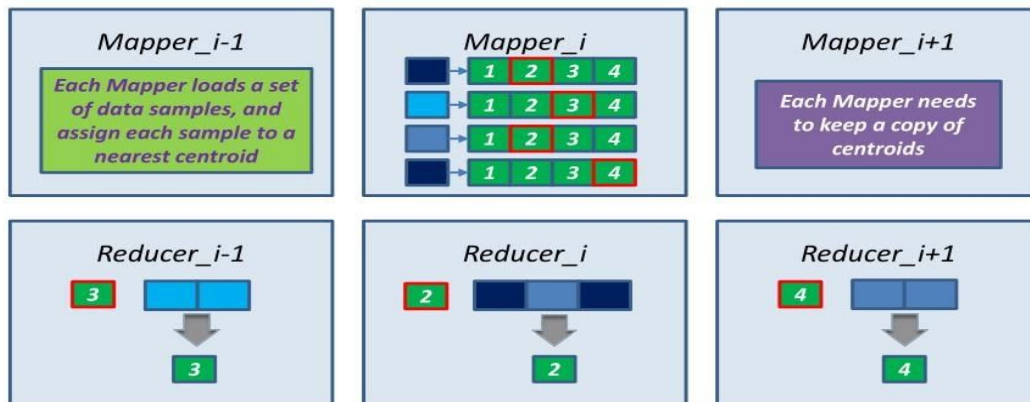 Mapper_i-1
Each Mapper loads a set
of data samples, and
assign each sample to a
nearest centroid
Mapper_i
1 2 3 4
1 2 3 4
1 2 3 4
1 2 3 4
Mapper_i+1
Each Mapper needs
to keep a copy of
centroids
Reducer_i-1
3
3
Reducer_i
2
2
Reducer_i+1
4
4